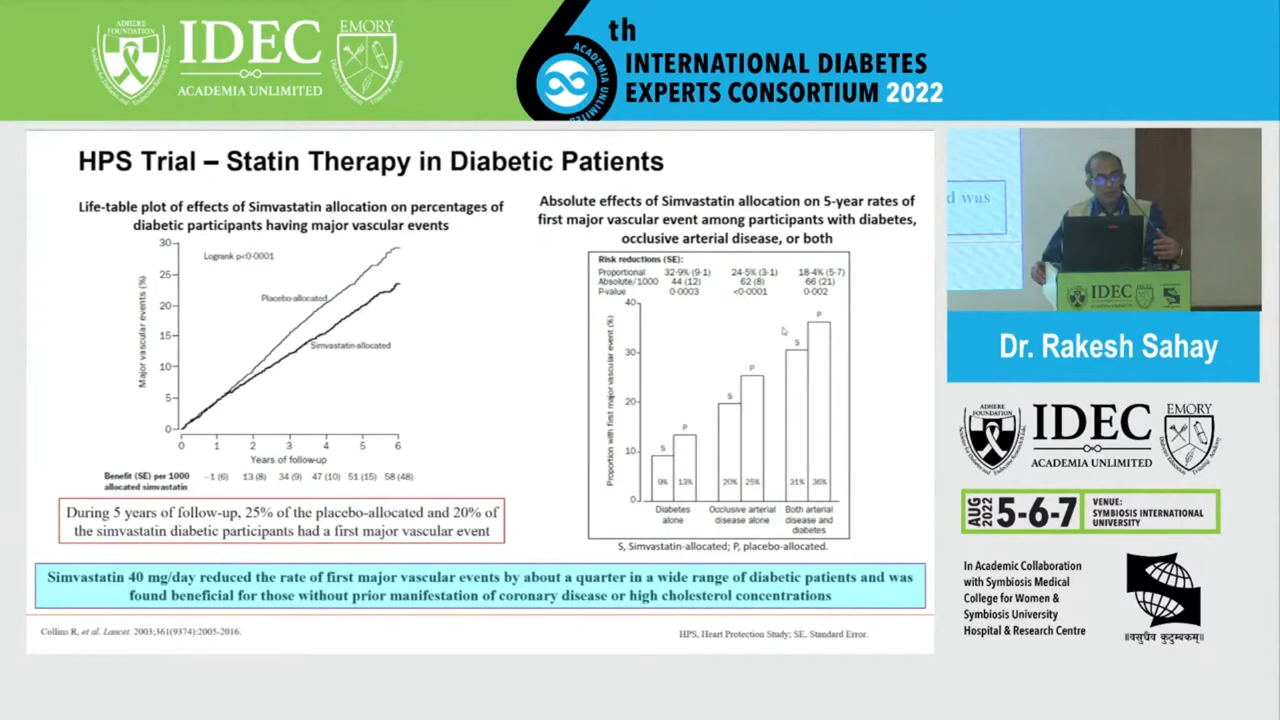 ADHERE
FOUNDATION
IDEC
ACADEMIA UNLIMITED
EMORY
ACADEMIA UNLIMITED
6th
INTERNATIONAL DIABETES
EXPERTS CONSORTIUM 2022
HPS Trial – Statin Therapy in Diabetic Patients
Life-table plot of effects of Simvastatin allocation on percentages of
diabetic participants having major vascular events
30
25
20
15
10
5
0
Major vascular events (%)
Logrank p<0·0001
Placebo-allocated
Simvastatin-allocated
0 1 2 3 4 5 6
Years of follow-up
Benefit (SE) per 1000
allocated simvastatin
−1 (6) 13 (8) 34 (9) 47 (10) 51 (15) 58 (48)
During 5 years of follow-up, 25% of the placebo-allocated and 20% of
the simvastatin diabetic participants had a first major vascular event
Absolute effects of Simvastatin allocation on 5-year rates of
first major vascular event among participants with diabetes,
occlusive arterial disease, or both
Risk reductions (SE):
Proportional 32·9% (9·1) 24·5% (3·1) 18·4% (5·7)
Absolute/1000 44 (12) 62 (8) 66 (21)
P-value 0·0003 <0·0001 0·002
40
30
20
10
0
Proportion with first major vascular event (%)
S P S P S P
9% 13% 20% 25% 31% 36%
Diabetes
alone
Occlusive arterial
disease alone
Both arterial
disease and
diabetes
S, Simvastatin-allocated; P, placebo-allocated.
Simvastatin 40 mg/day reduced the rate of first major vascular events by about a quarter in a wide range of diabetic patients and was
found beneficial for those without prior manifestation of coronary disease or high cholesterol concentrations
Collins R, et al. Lancet. 2003;361(9374):2005-2016.
HPS, Heart Protection Study; SE, Standard Error.
d was
IDEC
Dr. Rakesh Sahay
ADHERE
FOUNDATION
IDEC
ACADEMIA UNLIMITED
EMORY
AUG
2022
5-6-7
VENUE:
SYMBIOSIS INTERNATIONAL
UNIVERSITY
In Academic Collaboration
with Symbiosis Medical
College for Women &
Symbiosis University
Hospital & Research Centre
॥वसुधैव कुटुम्बकम्॥